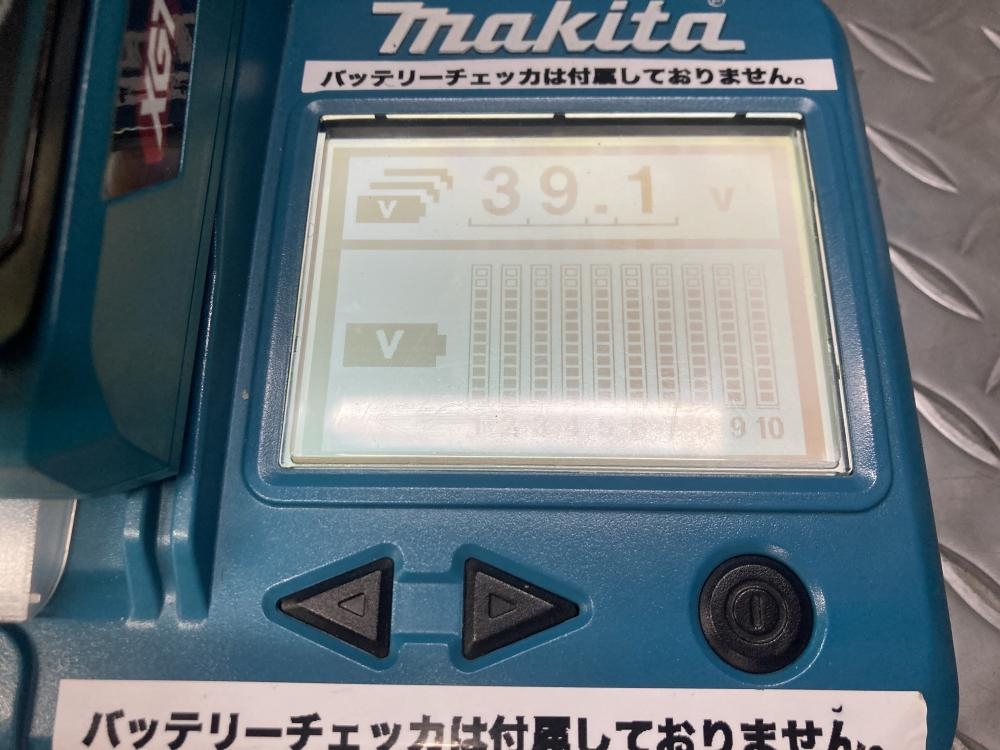 makita®
バッテリーチェッカは付属しておりません。
XGT
V 39.1 V
V
9 10
バッテリーチェッカは付属しておりません。